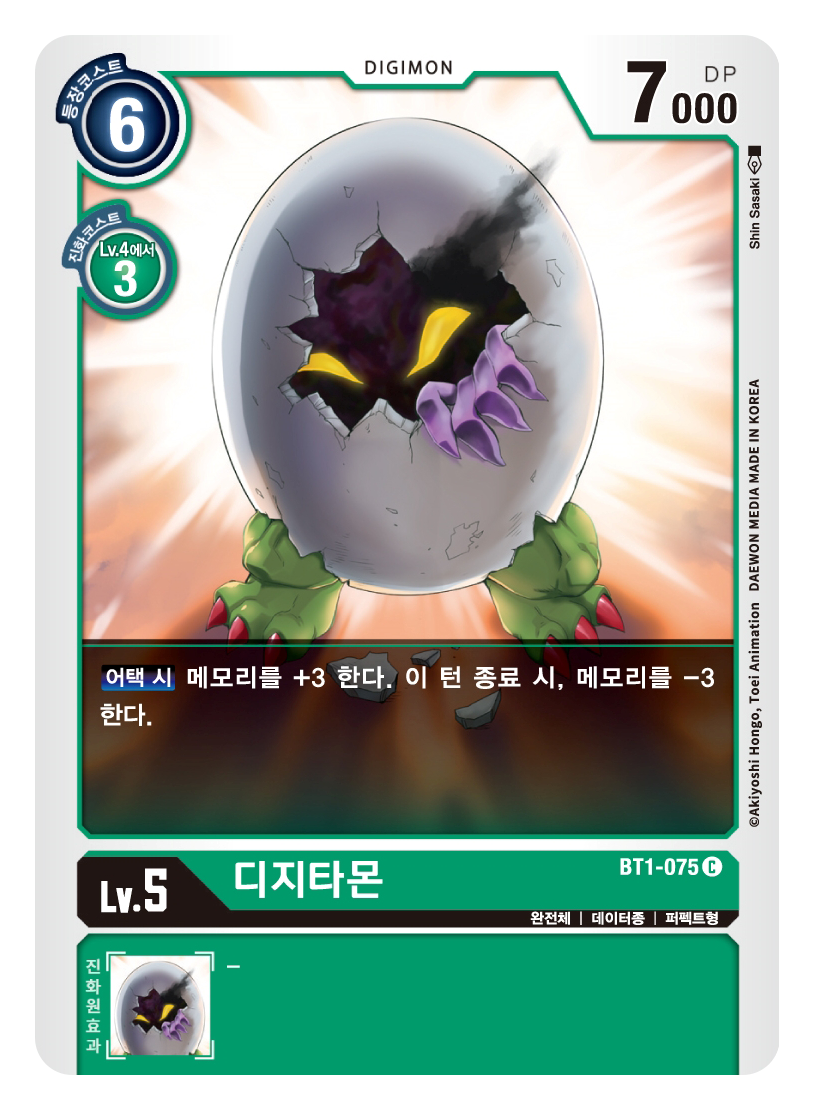 DIGIMON
등장코스트
6
DP
7000
진화코스트
Lv.4에서
3
Shin Sasaki
어택 시 메모리를 +3 한다. 이 턴 종료 시, 메모리를 -3
한다.
©Akiyoshi Hongo, Toei Animation DAEWON MEDIA MADE IN KOREA
Lv.5
디지타몬
BT1-075 C
완전체 | 데이터종 | 퍼펙트형
진화원효과
-